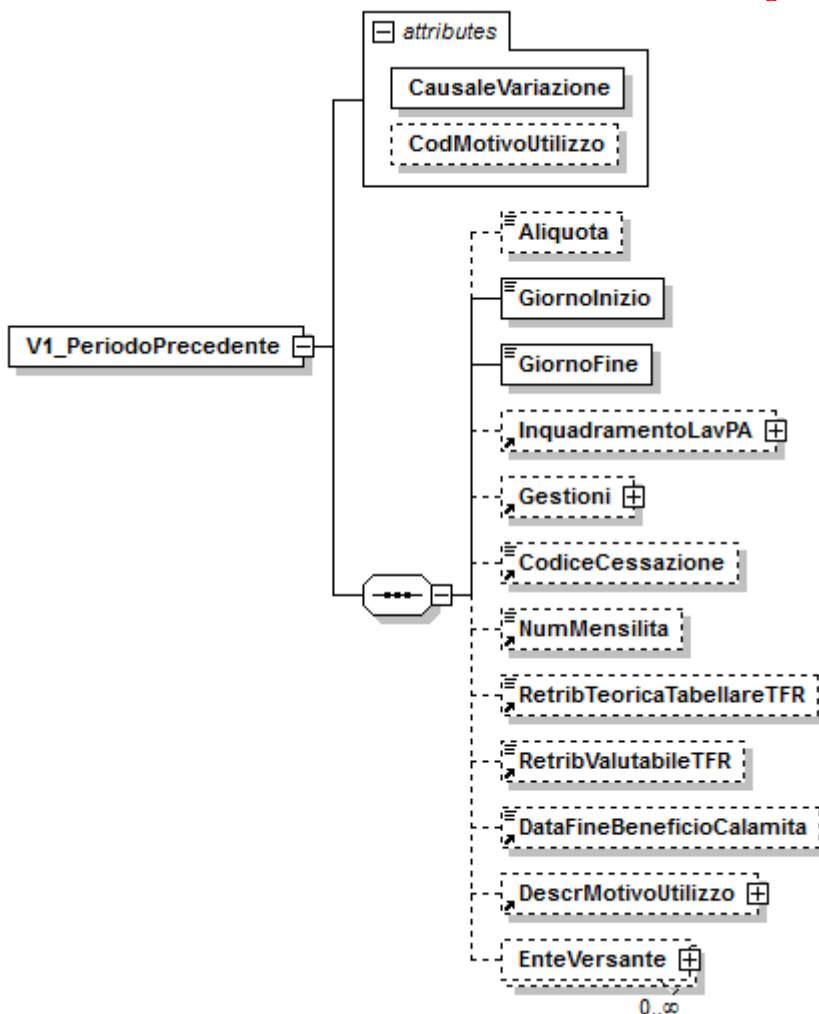 attributes
CausaleVariazione
CodMotivoUtilizzo
Aliquota
GiornoInizio
GiornoFine
V1_PeriodoPrecedente
InquadramentoLavPA
Gestioni
CodiceCessazione
NumMensilita
RetribTeoricaTabellareTFR
RetribValutabileTFR
DataFineBeneficioCalamita
DescrMotivoUtilizzo
EnteVersante
0..∞